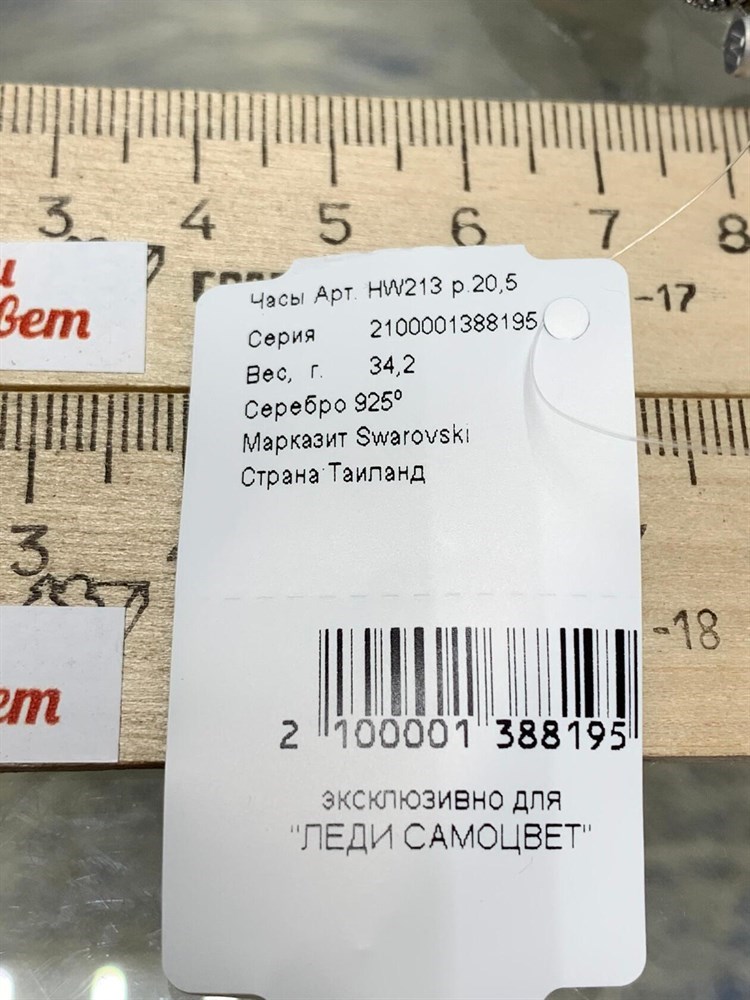 3 4 5 6 7 8
и
вет
Часы Арт. HW213 р.20,5
-17
Серия 2100001388195
Вес, г. 34,2
Серебро 925°
Марказит Swarovski
Страна Таиланд
3
-18
ет
2 100001 388195
эксклюзивно для
"ЛЕДИ САМОЦВЕТ"